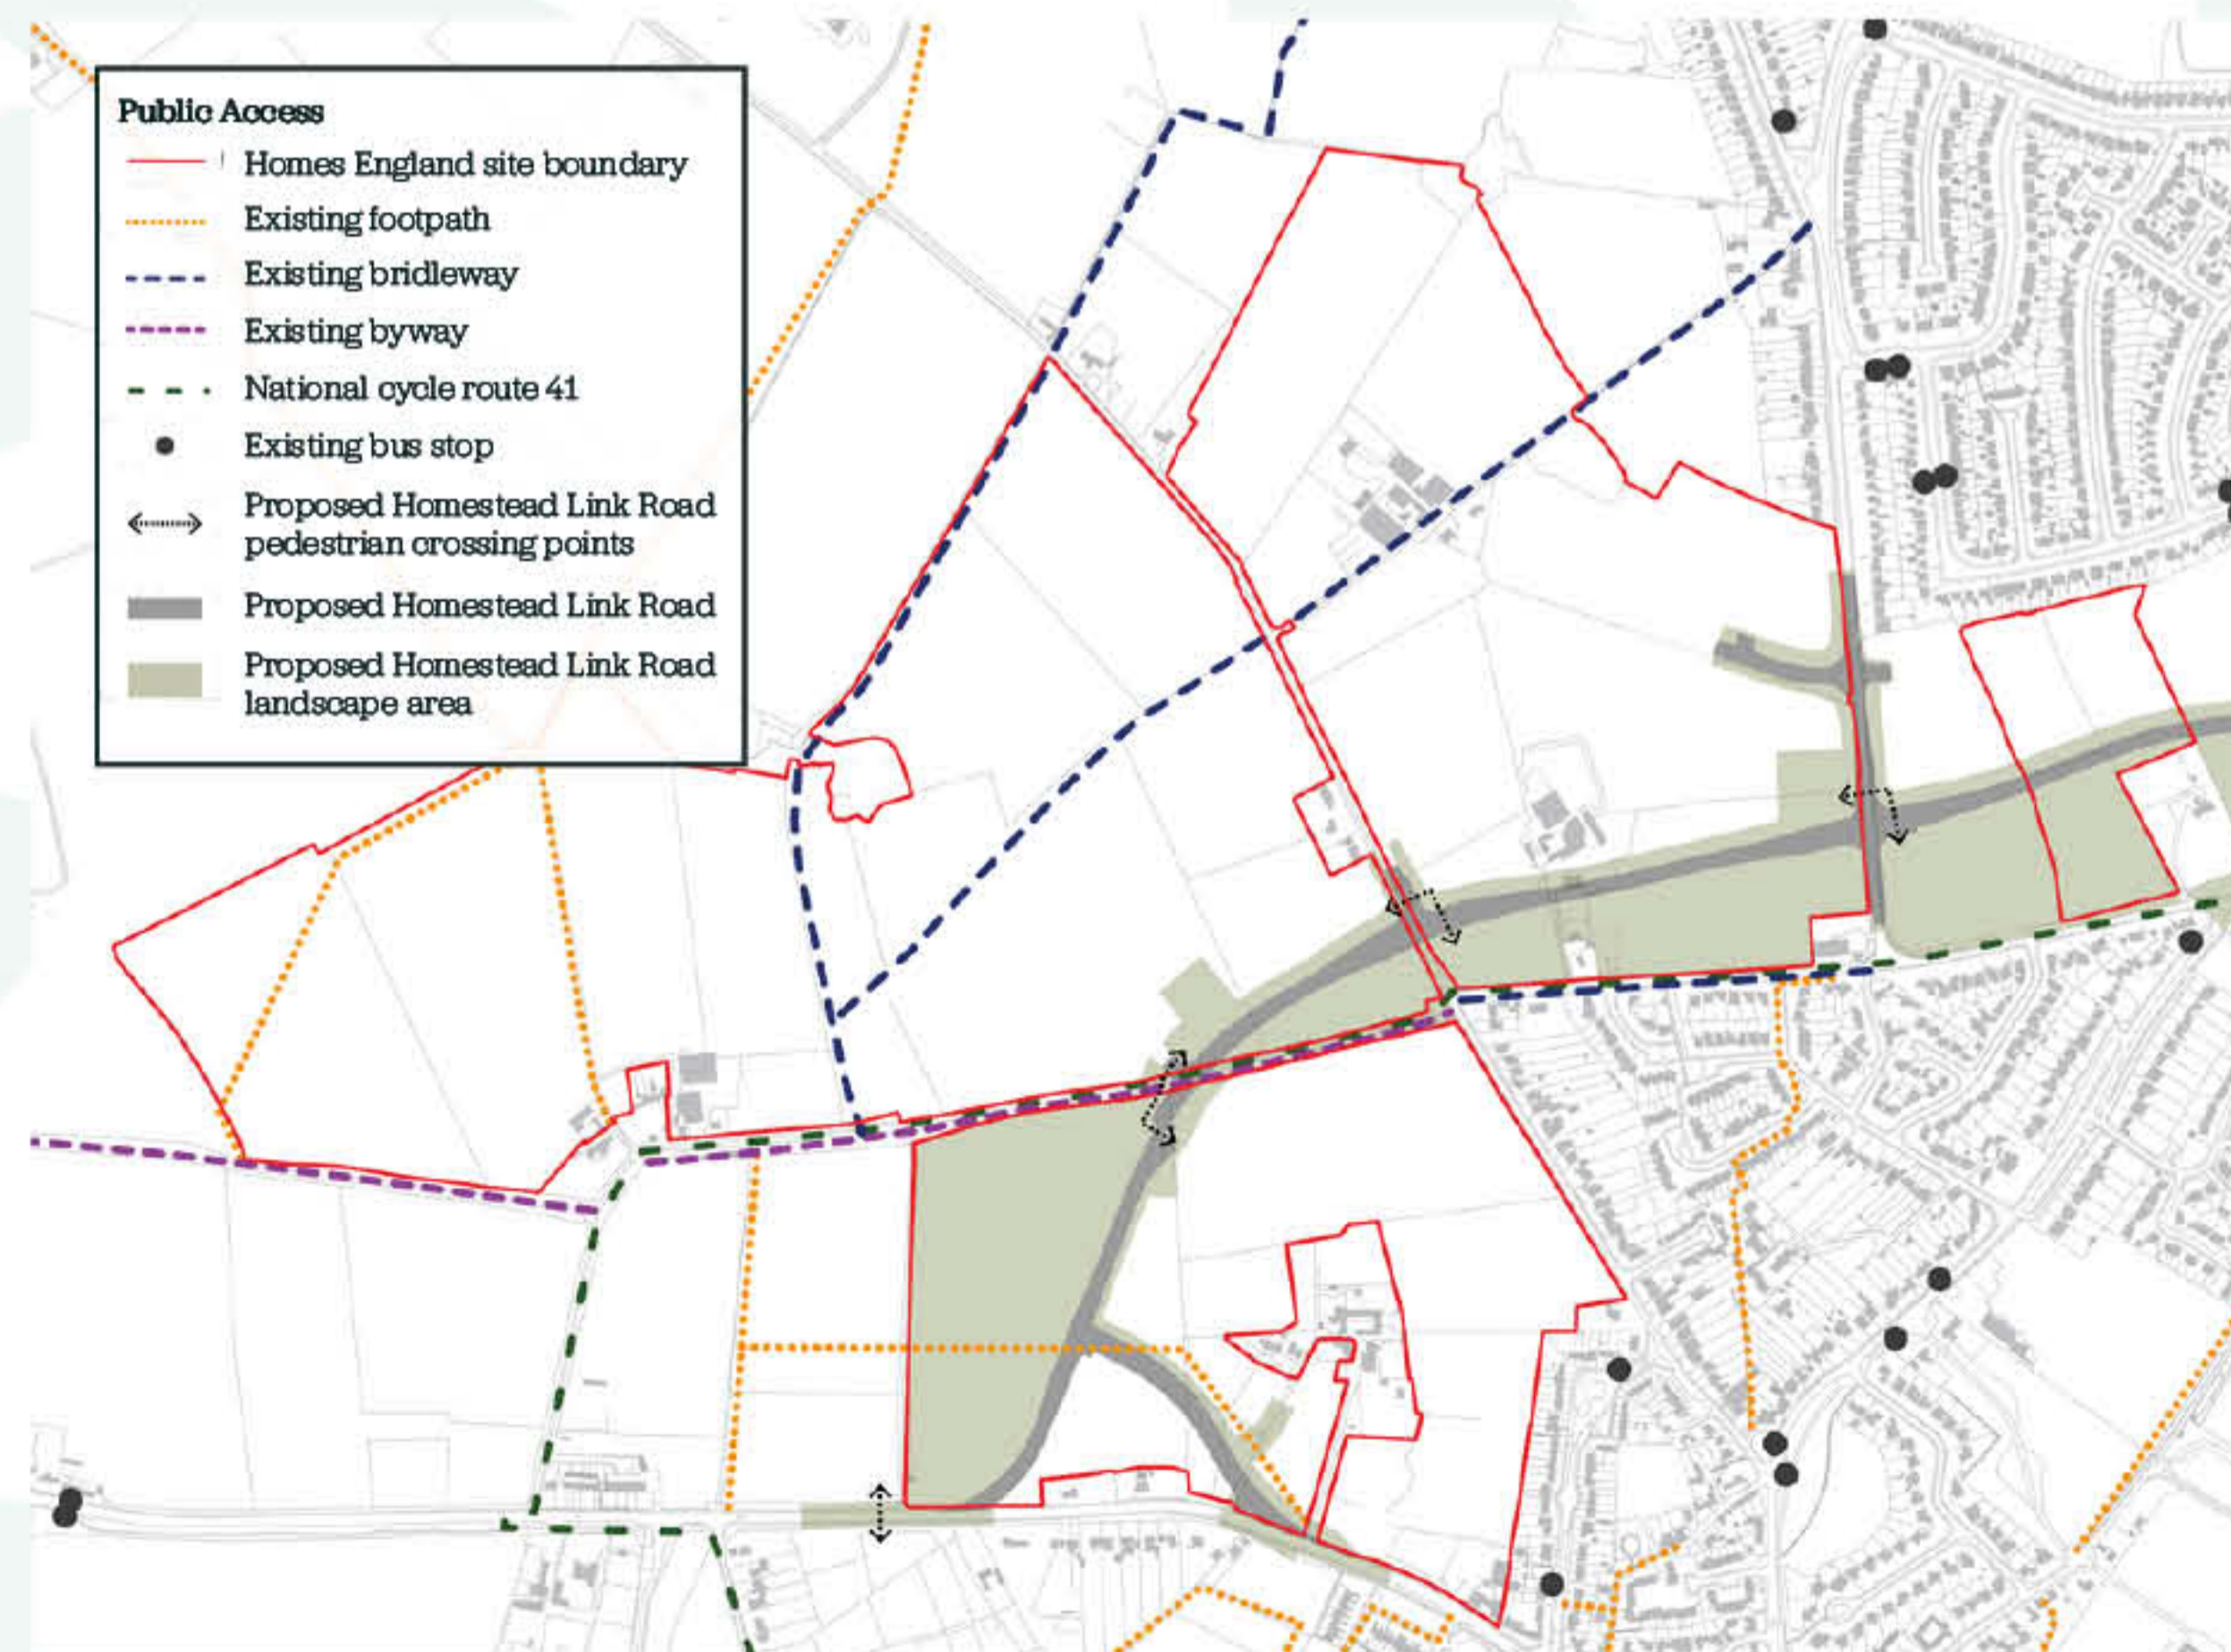 Public Access
Homes England site boundary
Existing footpath
Existing bridleway
Existing byway
National cycle route 41
Existing bus stop
Proposed Homestead Link Road
pedestrian crossing points
Proposed Homestead Link Road
Proposed Homestead Link Road
landscape area